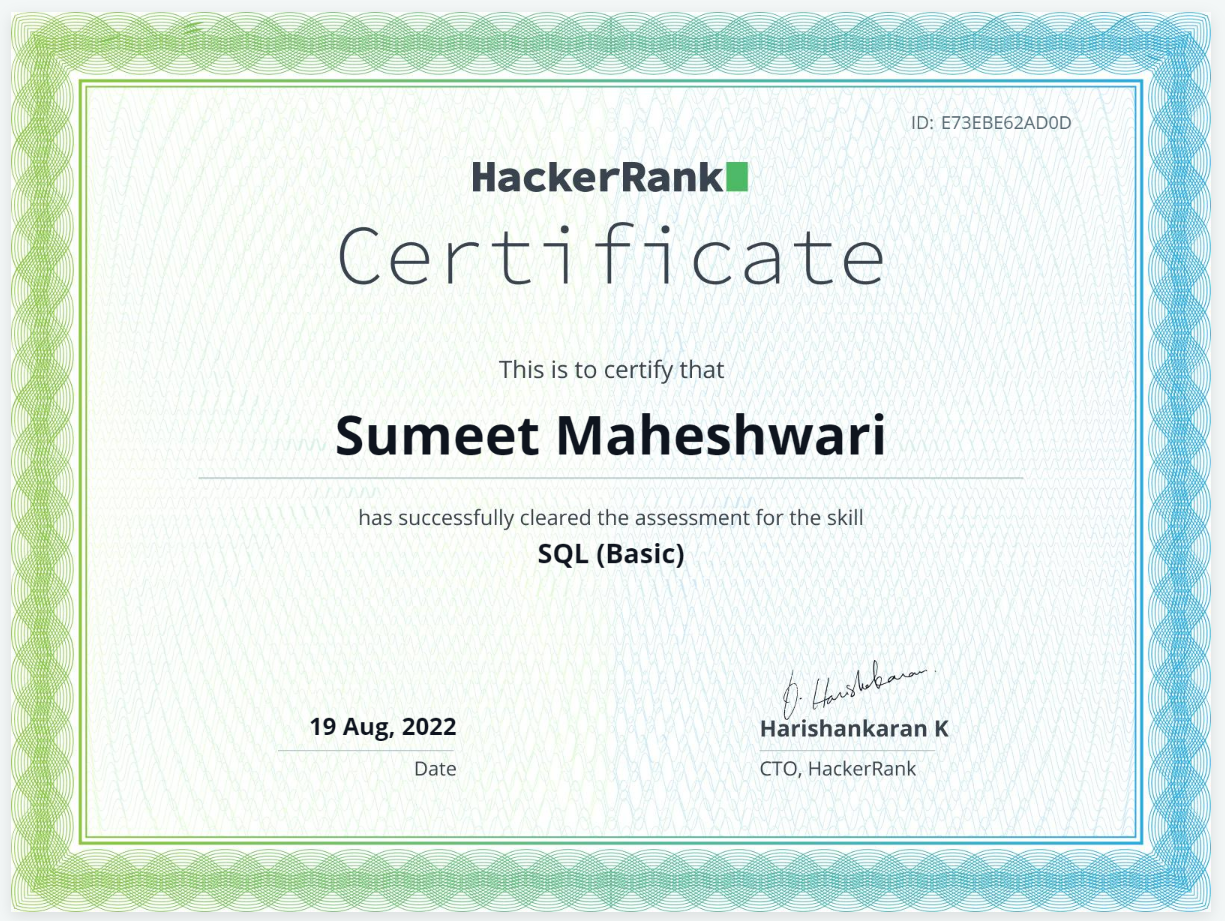 ID: E73EBE62AD0D
HackerRank
Certificate
This is to certify that
Sumeet Maheshwari
has successfully cleared the assessment for the skill
SQL (Basic)
19 Aug, 2022
Date
D. Harishankaran.
Harishankaran K
CTO, HackerRank